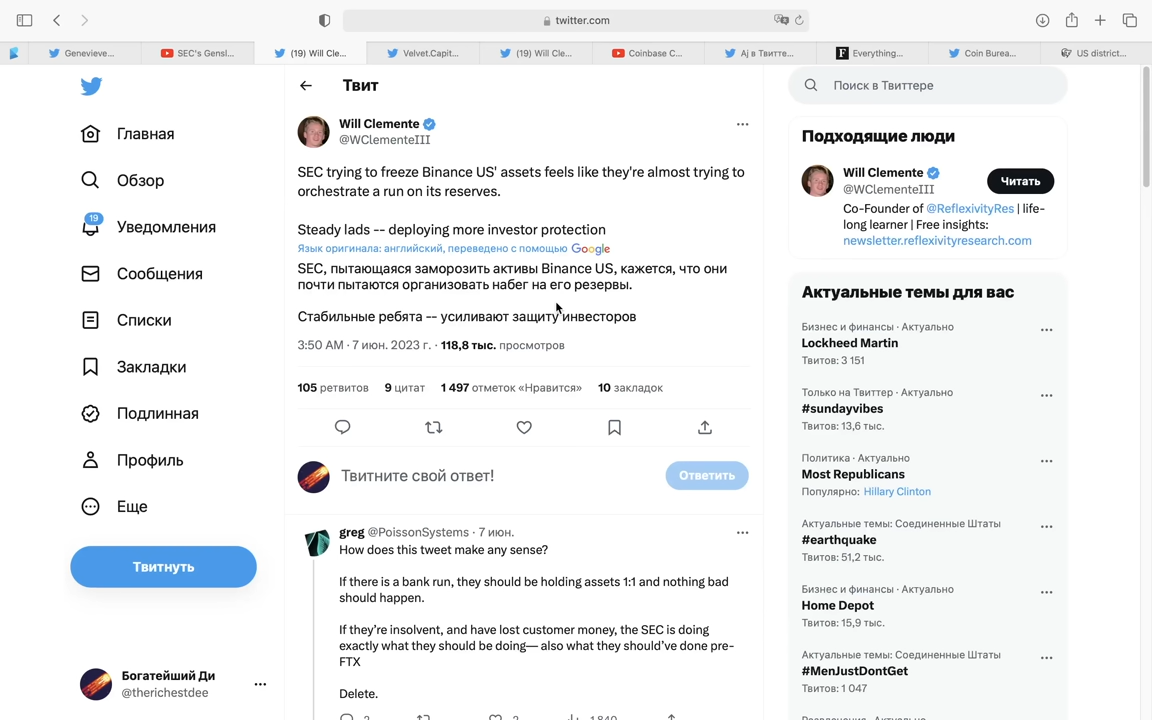 twitter.com
Genevieve...
SEC's Gensl...
(19) Will Cle...
Velvet.Capit...
(19) Will Cle...
Coinbase C...
Aj в Твитте...
Everything...
Coin Burea...
US district...
Главная
Обзор
19
Уведомления
Сообщения
Списки
Закладки
Подлинная
Профиль
Еще
Твитнуть
Богатейший Ди
@therichestdee
Твит
Will Clemente
@WClementeIII
SEC trying to freeze Binance US' assets feels like they're almost trying to
orchestrate a run on its reserves.
Steady lads -- deploying more investor protection
Язык оригинала: английский, переведено с помощью Google
SEC, пытающаяся заморозить активы Binance US, кажется, что они
почти пытаются организовать набег на его резервы.
Стабильные ребята -- усиливают защиту инвесторов
3:50 AM · 7 июн. 2023 г. · 118,8 тыс. просмотров
105 ретвитов 9 цитат 1 497 отметок «Нравится» 10 закладок
Твитните свой ответ!
Ответить
greg @PoissonSystems · 7 июн.
How does this tweet make any sense?
If there is a bank run, they should be holding assets 1:1 and nothing bad
should happen.
If they're insolvent, and have lost customer money, the SEC is doing
exactly what they should be doing— also what they should've done pre-
FTX
Delete.
Поиск в Твиттере
Подходящие люди
Will Clemente
@WClementeIII
Читать
Co-Founder of @ReflexivityRes | life-
long learner | Free insights:
newsletter.reflexivityresearch.com
Актуальные темы для вас
Бизнес и финансы · Актуально
Lockheed Martin
Твитов: 3 151
Только на Твиттер · Актуально
#sundayvibes
Твитов: 13,6 тыс.
Политика · Актуально
Most Republicans
Популярно: Hillary Clinton
Актуальные темы: Соединенные Штаты
#earthquake
Твитов: 51,2 тыс.
Бизнес и финансы · Актуально
Home Depot
Твитов: 15,9 тыс.
Актуальные темы: Соединенные Штаты
#MenJustDontGet
Твитов: 1 047